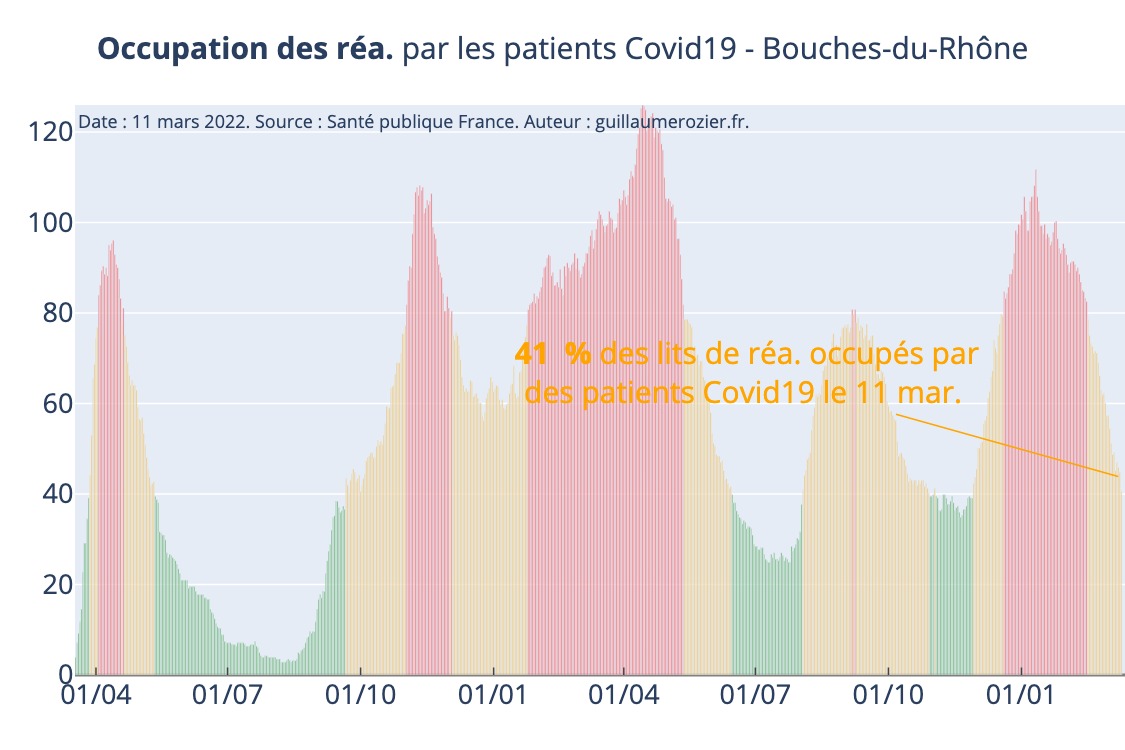 Occupation des réa. par les patients Covid19 - Bouches-du-Rhône
Date : 11 mars 2022. Source : Santé publique France. Auteur : guillaumerozier.fr.
120
100
80
60
40
20
0
41 % des lits de réa. occupés par
des patients Covid19 le 11 mar.
01/04 01/07 01/10 01/01 01/04 01/07 01/10 01/01